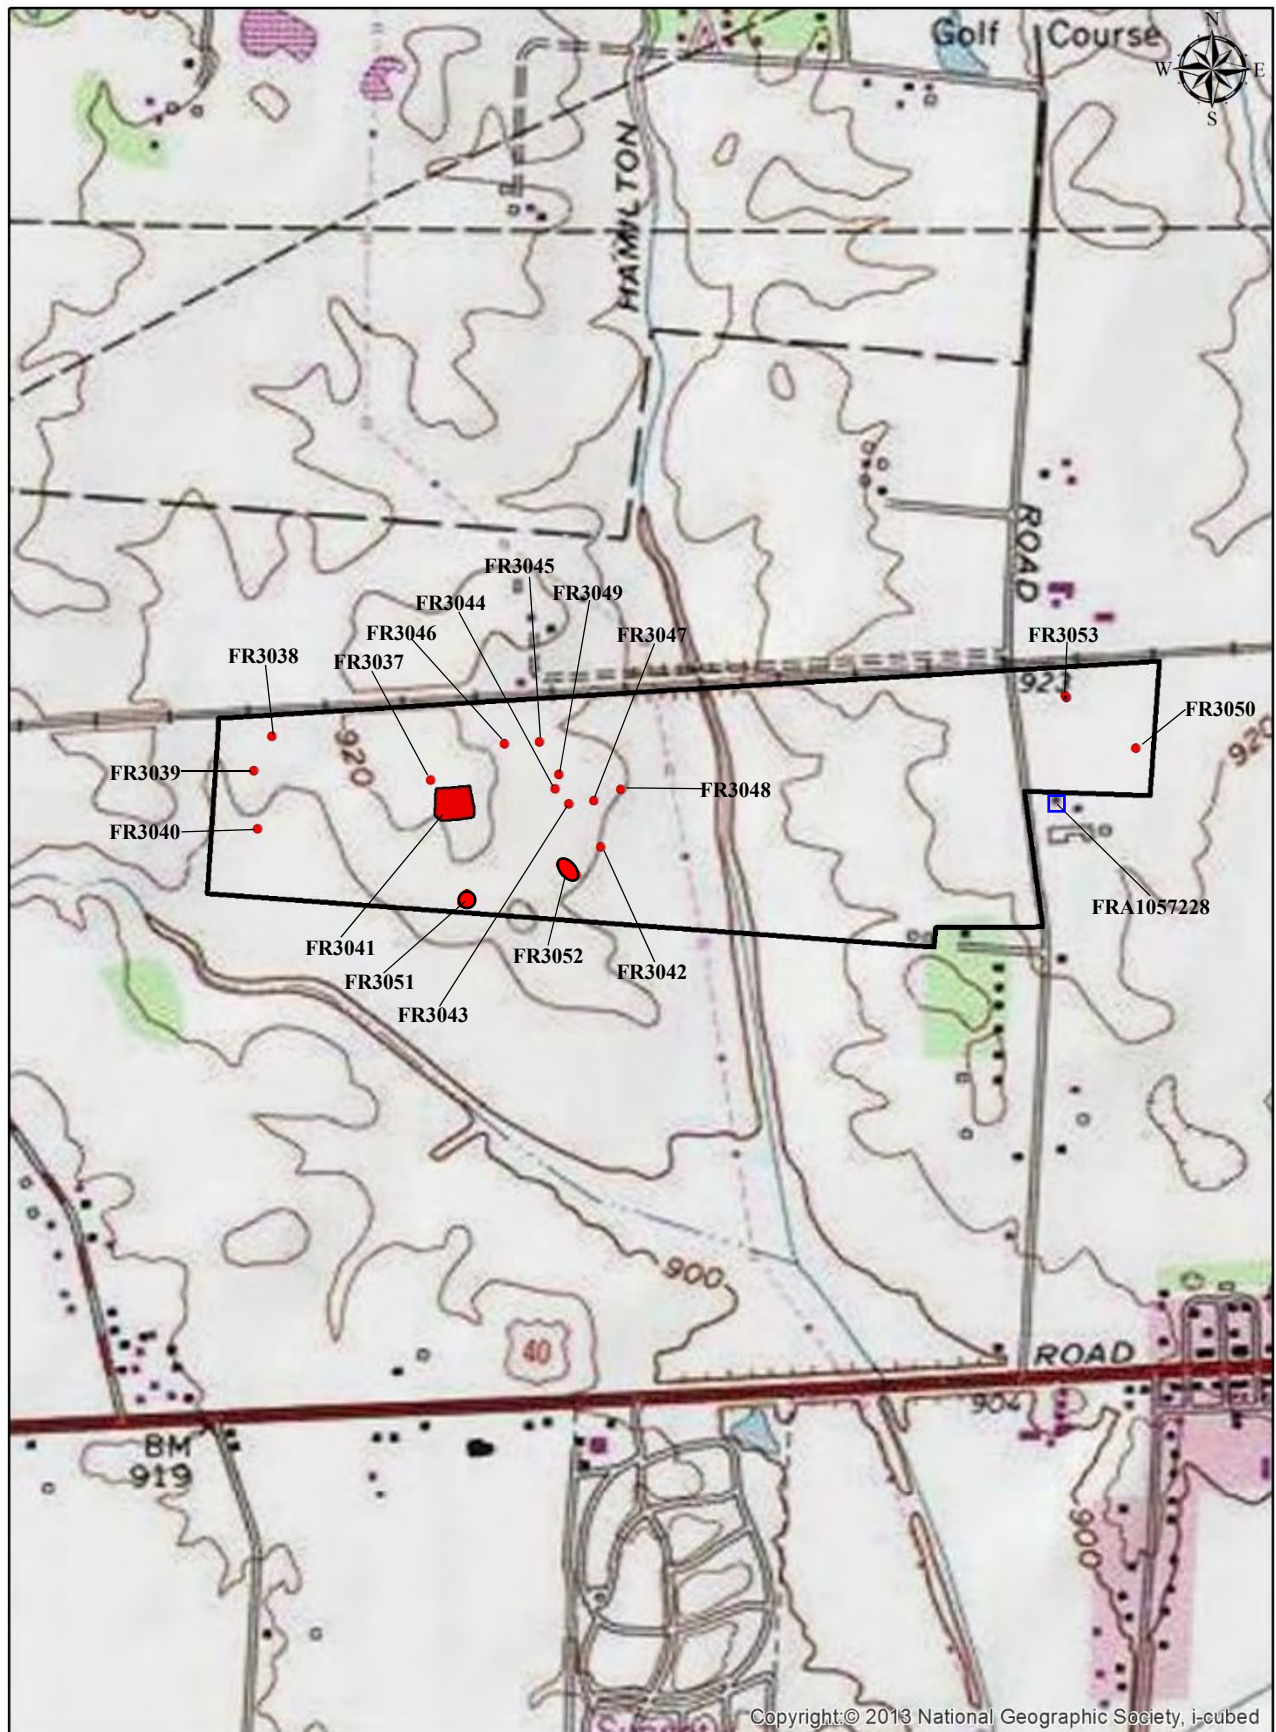 Golf Course
N
W E
S
HAMILTON
ROAD
FR3045
FR3049
FR3044
FR3046
FR3047
FR3053
FR3038
FR3037
923
FR3050
920
920
FR3039
FR3048
FR3040
FRA1057228
FR3041
FR3052
FR3042
FR3051
FR3043
900
40
ROAD
904
BM
919
900
Copyright:© 2013 National Geographic Society, i-cubed